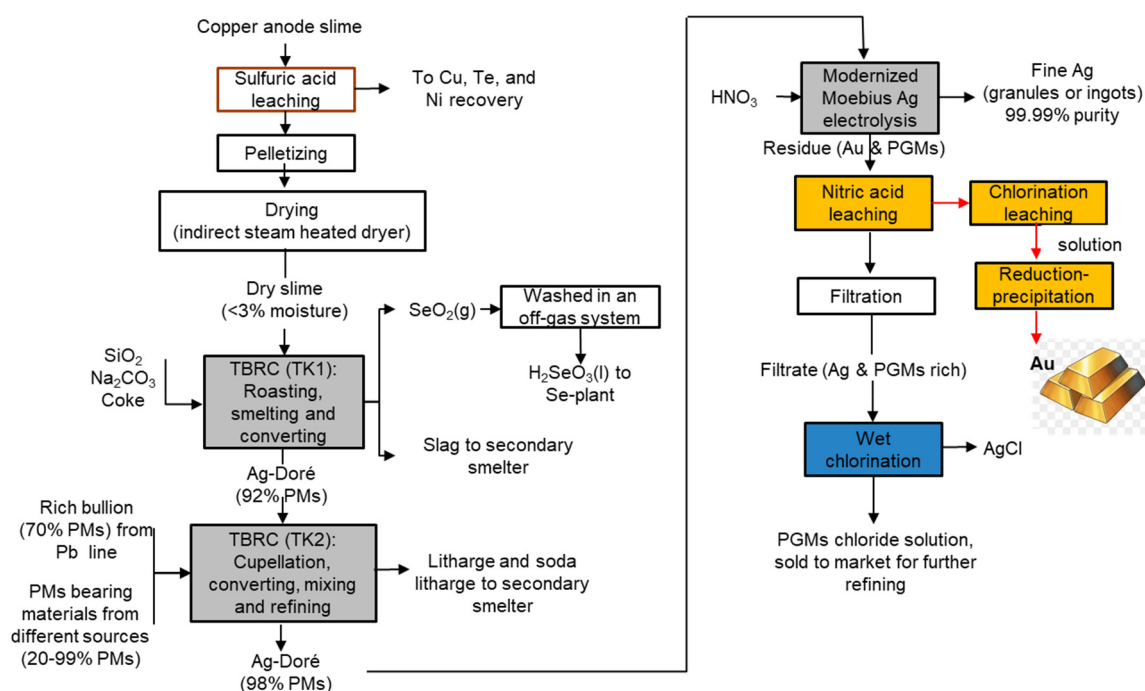 Copper anode slime
Sulfuric acid
leaching
To Cu, Te, and
Ni recovery
Pelletizing
Drying
(indirect steam heated dryer)
Dry slime
(<3% moisture)
SeO₂(g)
Washed in an
off-gas system
H₂SeO₃(l) to
Se-plant
SiO₂
Na₂CO₃
Coke
TBRC (TK1):
Roasting,
smelting and
converting
Slag to secondary
smelter
Ag-Doré
(92% PMs)
Rich bullion
(70% PMs) from
Pb line
PMs bearing
materials from
different sources
(20-99% PMs)
TBRC (TK2):
Cupellation,
converting, mixing
and refining
Litharge and soda
litharge to secondary
smelter
Ag-Doré
(98% PMs)
HNO₃
Modernized
Moebius Ag
electrolysis
Fine Ag
(granules or ingots)
99.99% purity
Residue (Au & PGMs)
Nitric acid
leaching
Chlorination
leaching
solution
Reduction-
precipitation
Au
Filtration
Filtrate (Ag & PGMs rich)
Wet
chlorination
AgCl
PGMs chloride solution,
sold to market for further
refining